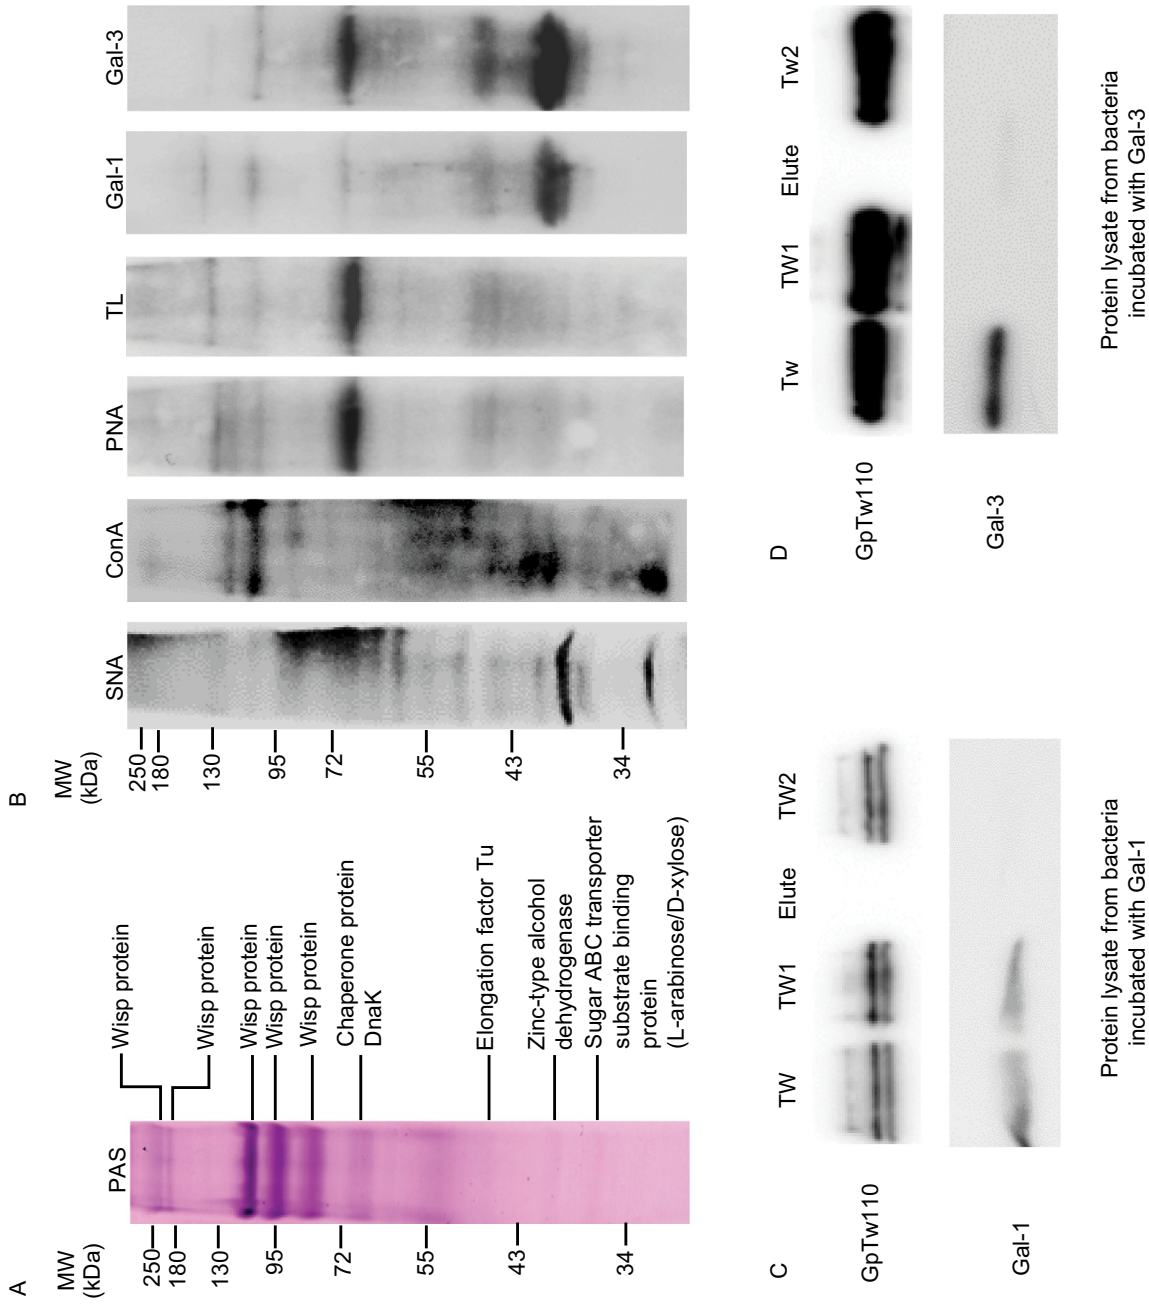 A
MW
(kDa)
PAS
250
180
130
95
72
55
43
34
Wisp protein
Wisp protein
Wisp protein
Wisp protein
Wisp protein
Chaperone protein
DnaK
Elongation factor Tu
Zinc-type alcohol
dehydrogenase
Sugar ABC transporter
substrate binding
protein
(L-arabinose/D-xylose)
B
MW
(kDa)
SNA
ConA
PNA
TL
Gal-1
Gal-3
250
180
130
95
72
55
43
34
C
TW
TW1
Elute
TW2
GpTw110
Gal-1
Protein lysate from bacteria
incubated with Gal-1
D
Tw
TW1
Elute
Tw2
GpTw110
Gal-3
Protein lysate from bacteria
incubated with Gal-3